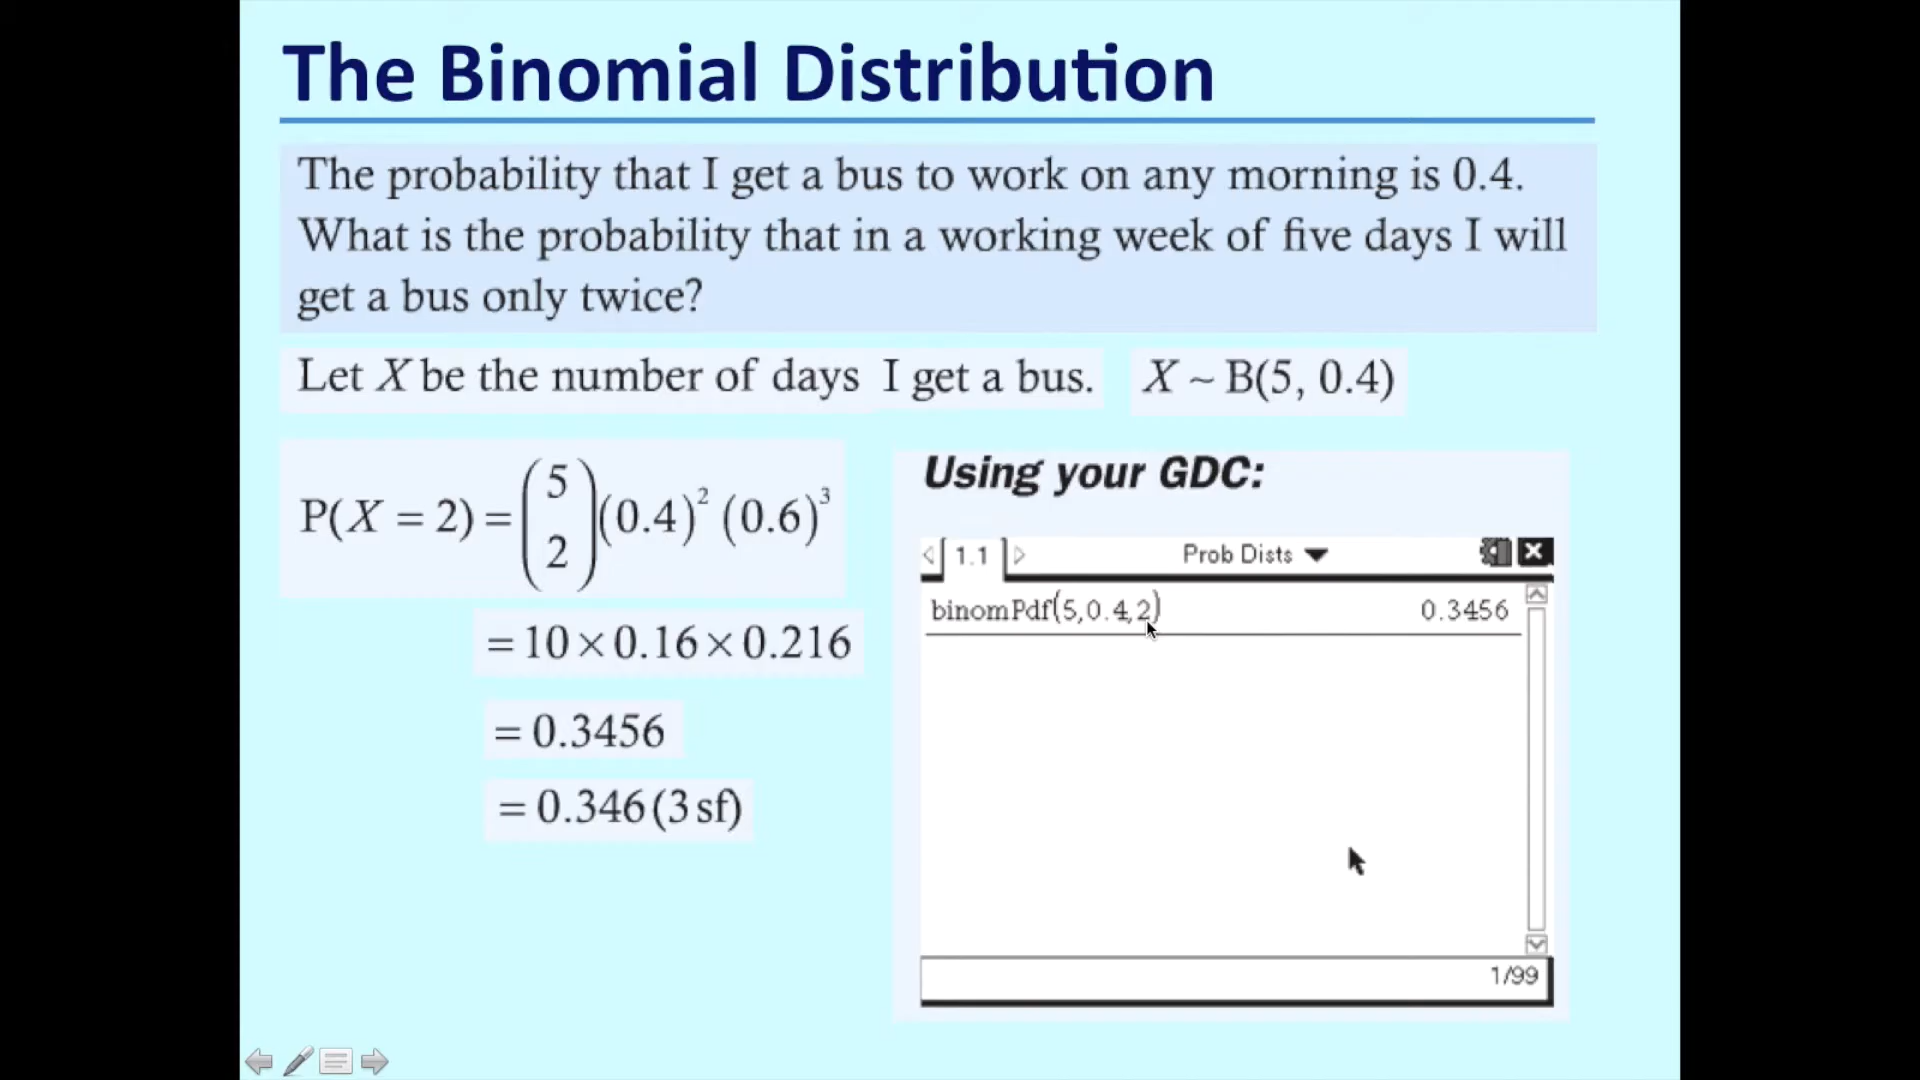 The Binomial Distribution
The probability that I get a bus to work on any morning is 0.4.
What is the probability that in a working week of five days I will
get a bus only twice?
Let X be the number of days I get a bus. X ~ B(5, 0.4)
P(X = 2) = (5 2)(0.4)² (0.6)³
= 10 × 0.16 × 0.216
= 0.3456
= 0.346 (3 sf)
Using your GDC:
1.1 Prob Dists
binomPdf(5,0.4,2) 0.3456
1/99